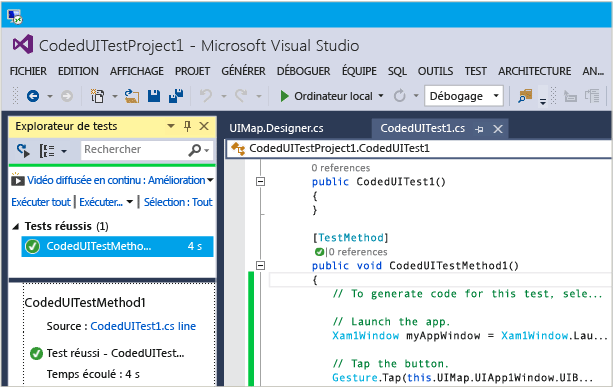 CodedUITestProject1 - Microsoft Visual Studio
FICHIER EDITION AFFICHAGE PROJET GÉNÉRER DÉBOGUER ÉQUIPE SQL OUTILS TEST ARCHITECTURE AN...
Ordinateur local Débogage
Explorateur de tests
Rechercher
Vidéo diffusée en continu : Amélioration
Exécuter tout Exécuter... Sélection : Tout
Tests réussis (1)
CodedUITestMetho... 4 s
CodedUITestMethod1
Source : CodedUITest1.cs line
Test réussi - CodedUITest...
Temps écoulé : 4 s
UIMap.Designer.cs CodedUITest1.cs
CodedUITestProject1.CodedUITest1
0 references
public CodedUITest1()
{
}
[TestMethod]
|0 references
public void CodedUITestMethod1()
{
// To generate code for this test, sele...
// Launch the app.
Xam1Window myAppWindow = Xam1Window.Lau...
// Tap the button.
Gesture.Tap(this.UIMap.UIApp1Window.UIB...